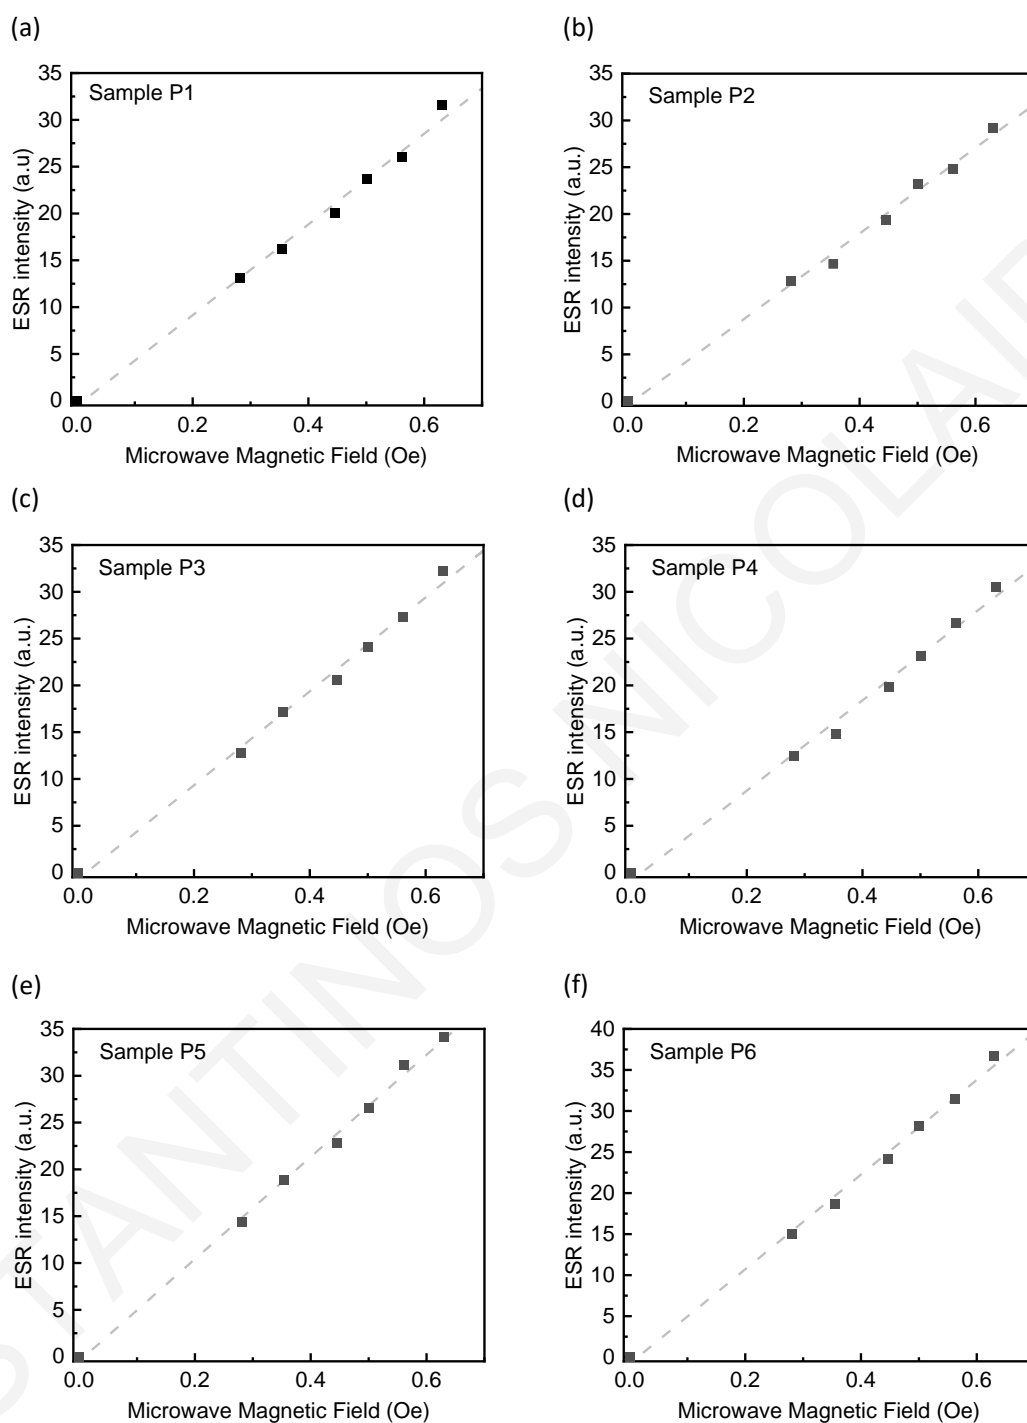 (a)
(b)
Sample P1
35
30
25
20
15
10
5
0
ESR intensity (a.u)
0.0 0.2 0.4 0.6
Microwave Magnetic Field (Oe)
Sample P2
35
30
25
20
15
10
5
0
ESR intensity (a.u.)
0.0 0.2 0.4 0.6
Microwave Magnetic Field (Oe)
(c)
(d)
Sample P3
35
30
25
20
15
10
5
0
ESR intensity (a.u.)
0.0 0.2 0.4 0.6
Microwave Magnetic Field (Oe)
Sample P4
35
30
25
20
15
10
5
0
ESR intensity (a.u.)
0.0 0.2 0.4 0.6
Microwave Magnetic Field (Oe)
(e)
(f)
Sample P5
35
30
25
20
15
10
5
0
ESR intensity (a.u.)
0.0 0.2 0.4 0.6
Microwave Magnetic Field (Oe)
Sample P6
40
35
30
25
20
15
10
5
0
ESR intensity (a.u.)
0.0 0.2 0.4 0.6
Microwave Magnetic Field (Oe)